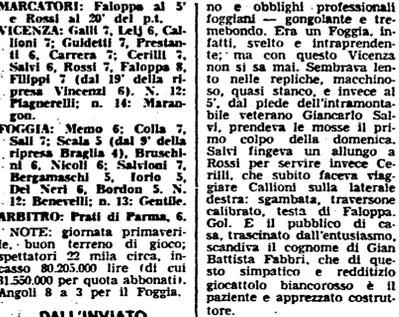 MARCATORI: Faloppa al 5'
e Rossi al 20' del p.t.
VICENZA: Galli 7, Lelj 6, Cal-
lioni 7; Guidetti 7, Prestan-
ti 6, Carrera 7; Cerilli 7,
Salvi 6, Rossi 7, Faloppa 8
Filippi 7 (dal 19' della ri-
presa Vincenzi 6). N. 12:
Piagnerelli; n. 14: Maran-
gon.
FOGGIA: Memo 6; Colla 7,
Sali 7; Scala 5 (dal 9' della
ripresa Braglia 4), Bruschi-
ni 6, Nicoli 6; Salvioni 7,
Bergamaschi 5, Iorio 5,
Del Neri 6, Bordon 5. N.
12: Benevelli; n. 13: Gentile.
ARBITRO: Prati di Parma, 6.
NOTE: giornata primaveri-
le, buon terreno di gioco;
spettatori 22 mila circa, in-
casso 80.205.000 lire (di cui
31.550.000 per quota abbonati).
Angoli 8 a 3 per il Foggia.
DALL'INVIATO
no e obblighi professionali
foggiani — gongolante e tre-
mebondo. Era un Foggia, in-
fatti, svelto e intraprenden-
te; ma con questo Vicenza
non si sa mai. Sembrava len-
to nelle repliche, macchino-
so, quasi stanco, e invece al
5', dal piede dell'intramonta-
bile veterano Giancarlo Sal-
vi, prendeva le mosse il pri-
mo colpo della domenica.
Salvi fingeva un allungo a
Rossi per servire invece Ce-
rilli, che subito faceva viag-
giare Callioni sulla laterale
destra: sgambata, traversone
calibrato, testa di Faloppa.
Gol. E il pubblico di ca-
sa, trascinato dall'entusiasmo,
scandiva il cognome di Gian
Battista Fabbri, che di que-
sto simpatico e redditizio
giocattolo biancorosso è il
paziente e apprezzato costrut-
tore.